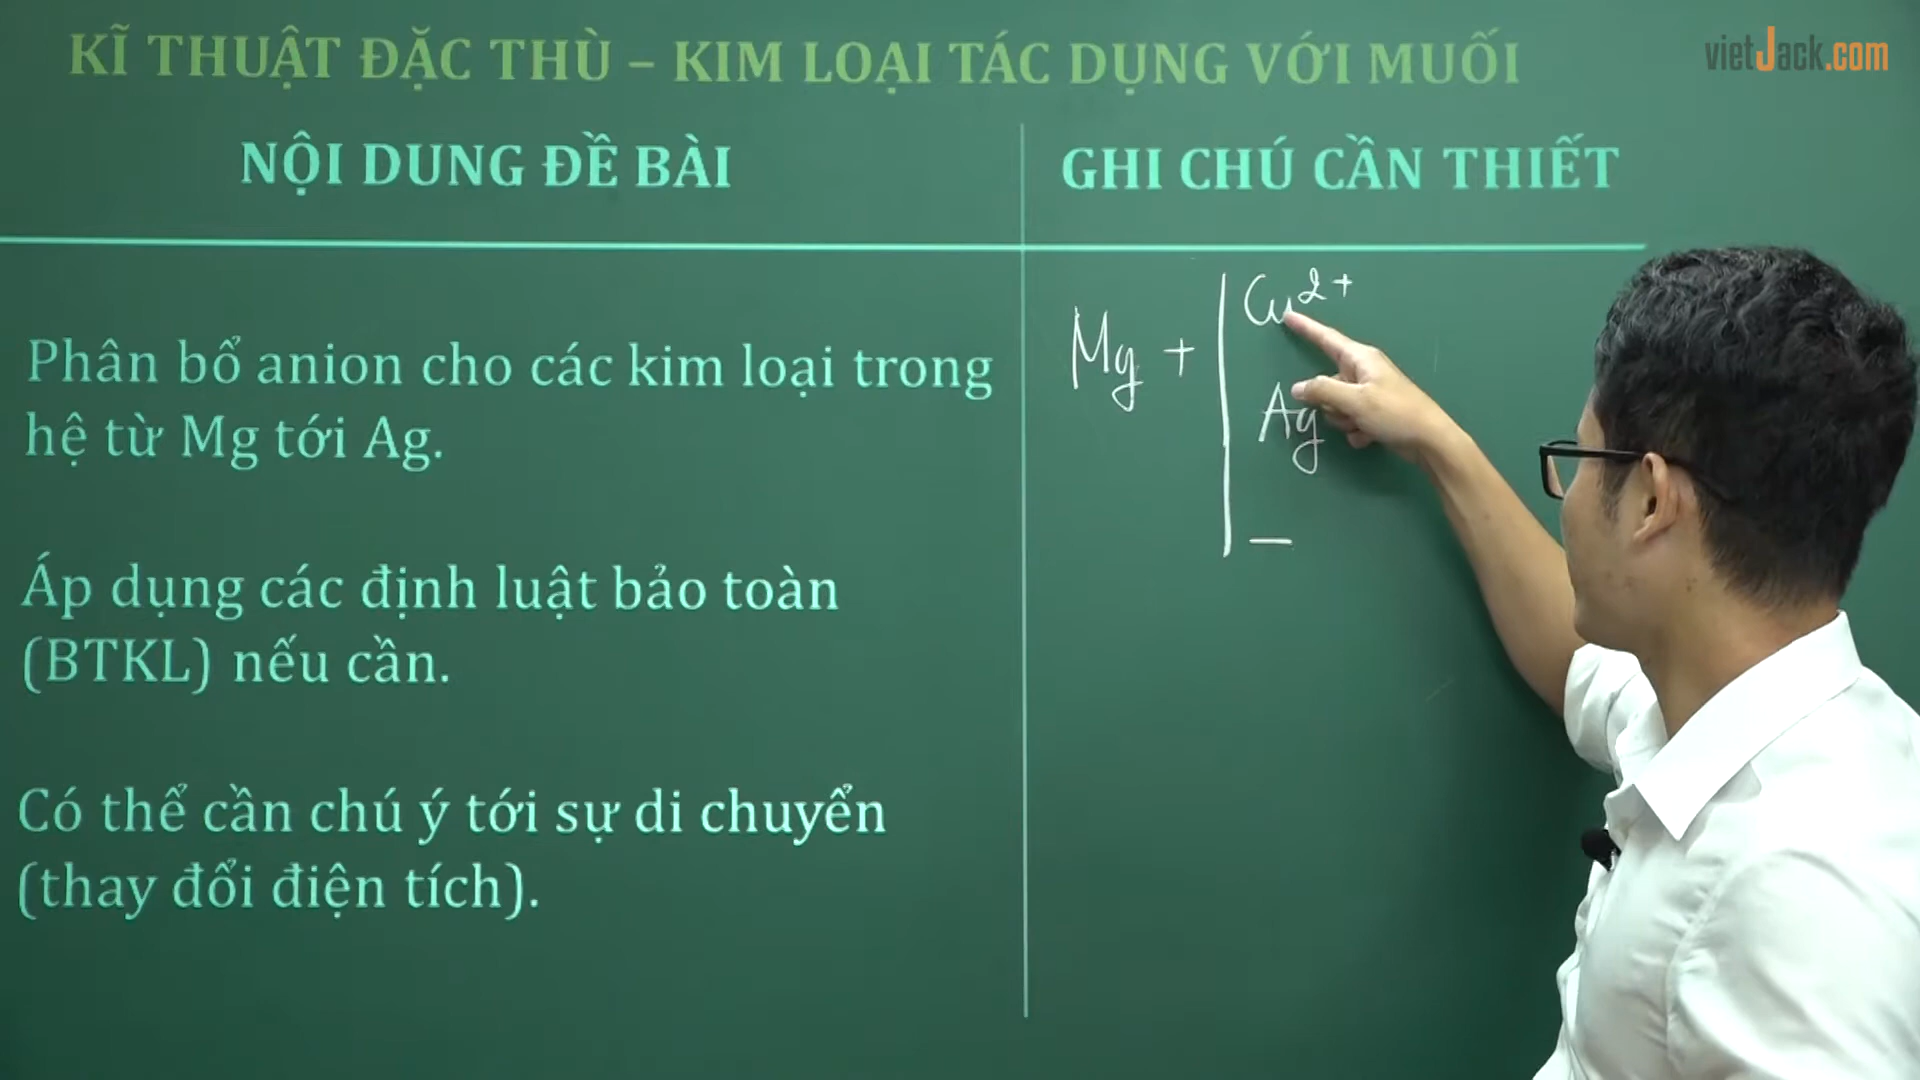 KĨ THUẬT ĐẶC THÙ – KIM LOẠI TÁC DỤNG VỚI MUỐI
vietJack.com
NỘI DUNG ĐỀ BÀI
GHI CHÚ CẦN THIẾT
Phân bổ anion cho các kim loại trong
hệ từ Mg tới Ag.
Áp dụng các định luật bảo toàn
(BTKL) nếu cần.
Có thể cần chú ý tới sự di chuyển
(thay đổi điện tích).
Mg + | Cu²⁺
Ag
−